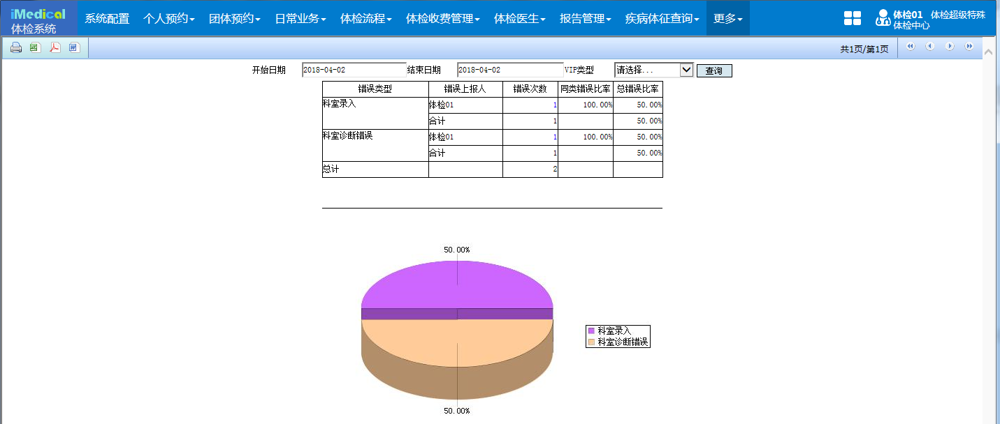 iMedical
体检系统
系统配置 个人预约 团体预约 日常业务 体检流程 体检收费管理 体检医生 报告管理 疾病体征查询 更多
体检01 体检超级特殊
体检中心
共1页/第1页
开始日期 2018-04-02 结束日期 2018-04-02 VIP类型 请选择... 查询
错误类型 错误上报人 错误次数 同类错误比率 总错误比率
科室录入 体检01 1 100.00% 50.00%
合计 1 50.00%
科室诊断错误 体检01 1 100.00% 50.00%
合计 1 50.00%
总计 2
50.00%
科室录入
科室诊断错误
50.00%